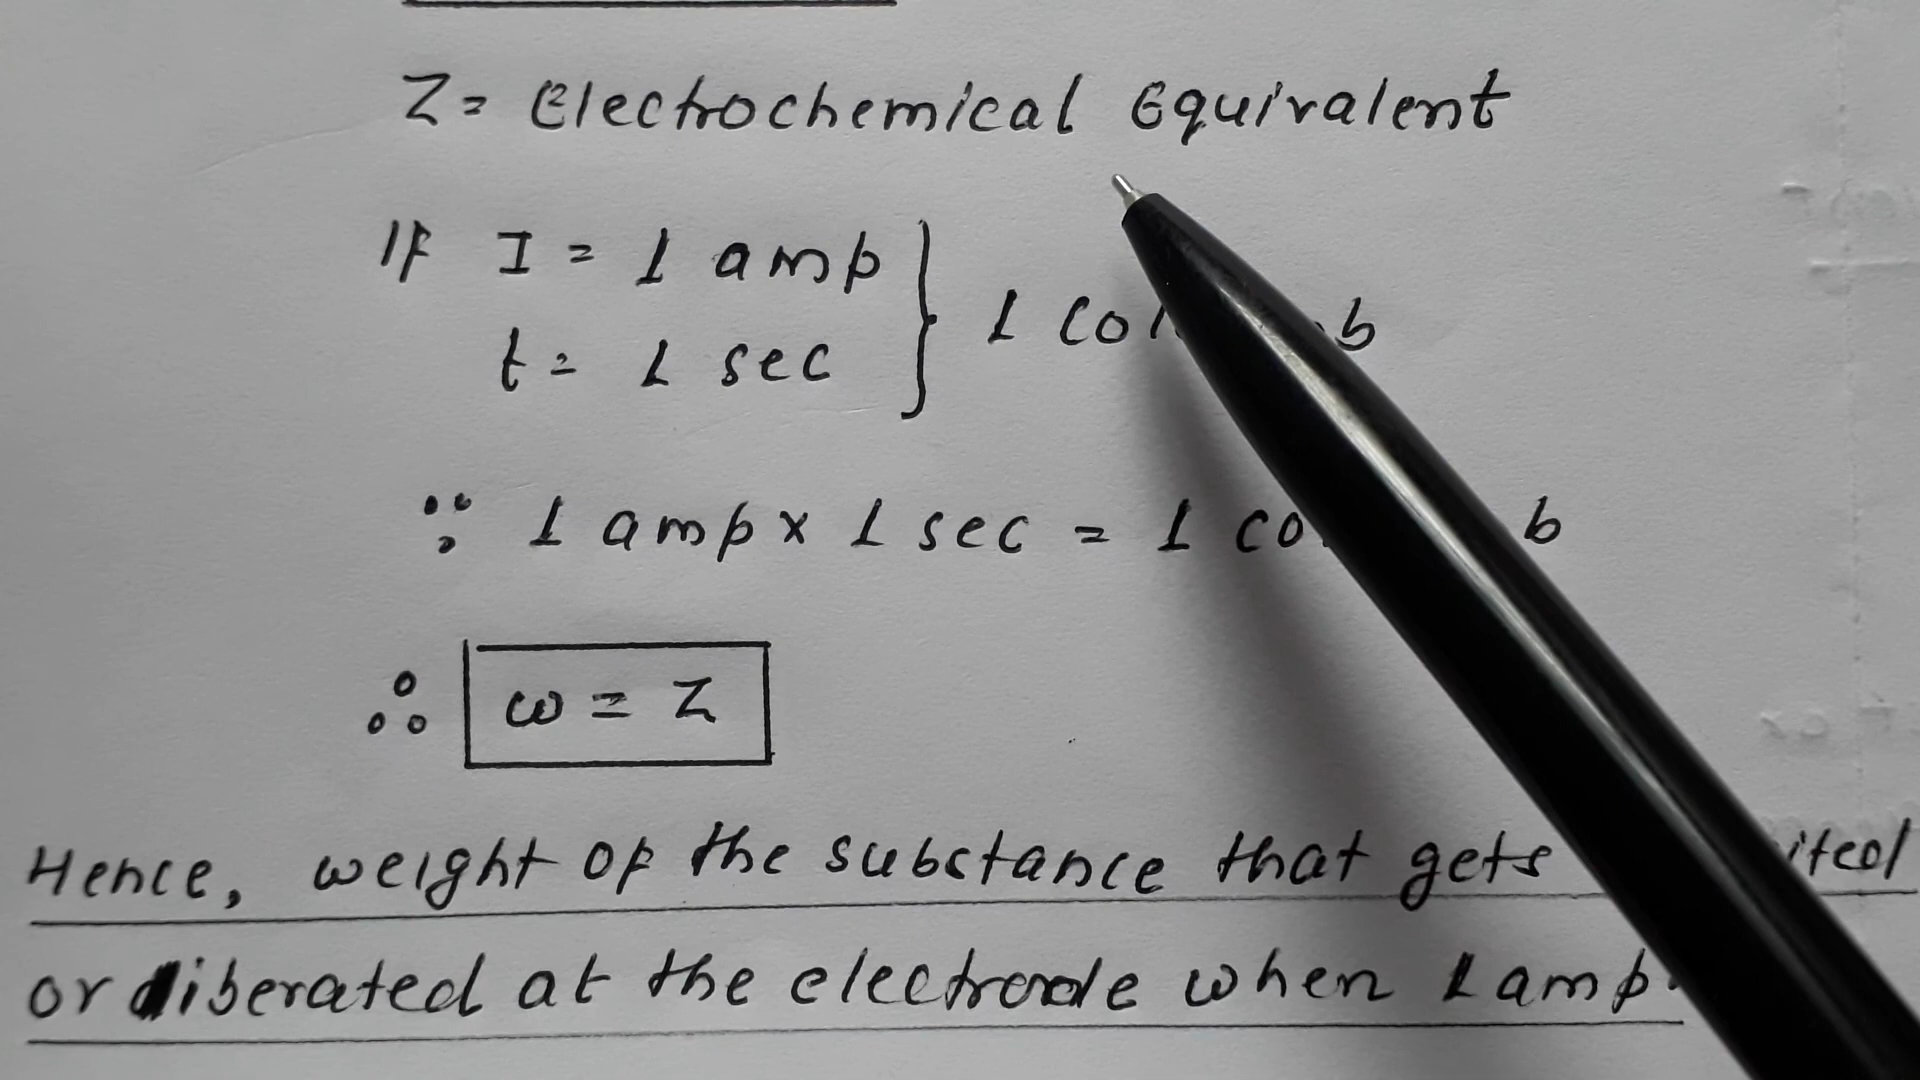 Z = Electrochemical Equivalent
If I = 1 amp
t = 1 sec
1
∵ 1 amp x 1 sec = 1
∴ w = Z
Hence, weight of the substance that gets
or liberated at the electrode when 1 amp.